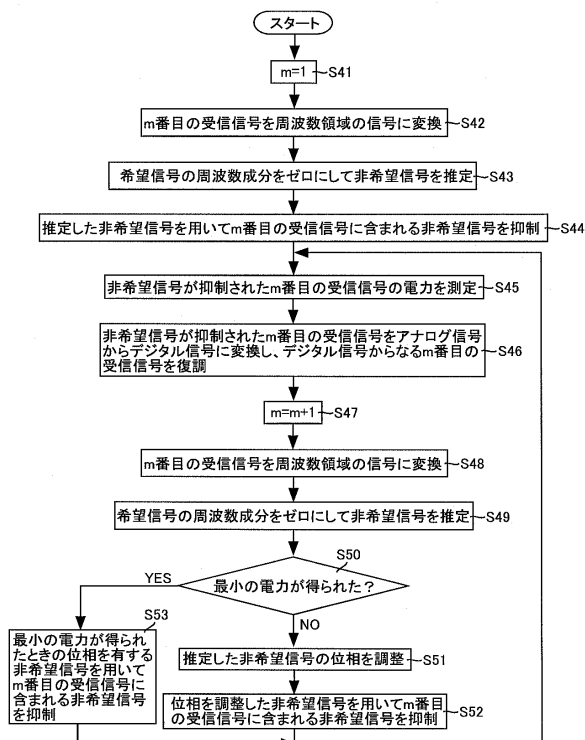 スタート
m=1
S41
m番目の受信信号を周波数領域の信号に変換
S42
希望信号の周波数成分をゼロにして非希望信号を推定
S43
推定した非希望信号を用いてm番目の受信信号に含まれる非希望信号を抑制
S44
非希望信号が抑制されたm番目の受信信号の電力を測定
S45
非希望信号が抑制されたm番目の受信信号をアナログ信号
からデジタル信号に変換し、デジタル信号からなるm番目の
受信信号を復調
S46
m=m+1
S47
m番目の受信信号を周波数領域の信号に変換
S48
希望信号の周波数成分をゼロにして非希望信号を推定
S49
S50
最小の電力が得られた?
YES
NO
S53
最小の電力が得られ
たときの位相を有する
非希望信号を用いて
m番目の受信信号に
含まれる非希望信号
を抑制
推定した非希望信号の位相を調整
S51
位相を調整した非希望信号を用いてm番目
の受信信号に含まれる非希望信号を抑制
S52